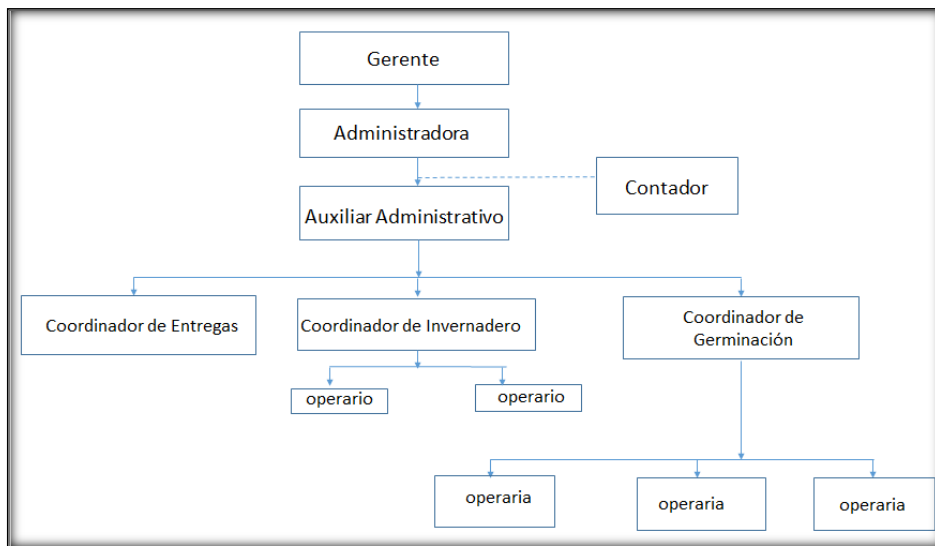 Gerente
Administradora
Contador
Auxiliar Administrativo
Coordinador de Entregas
Coordinador de Invernadero
Coordinador de
Germinación
operario
operario
operaria
operaria
operaria